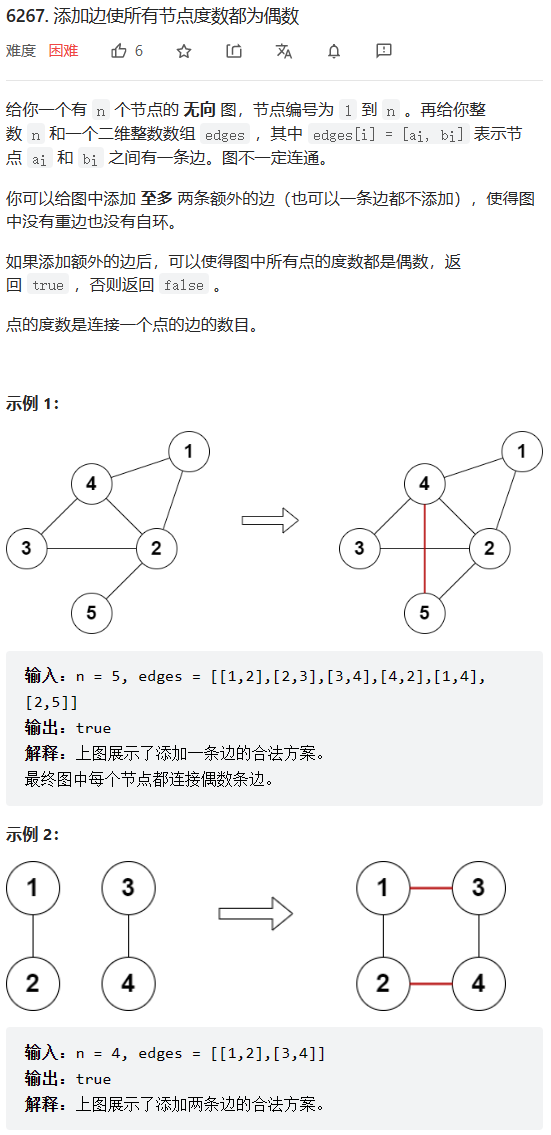 6267. 添加边使所有节点度数都为偶数
难度 困难 6
给你一个有 n 个节点的 无向 图，节点编号为 1 到 n 。再给你整
数 n 和一个二维整数数组 edges ，其中 edges[i] = [ai, bi] 表示节
点 ai 和 bi 之间有一条边。图不一定连通。
你可以给图中添加 至多 两条额外的边（也可以一条边都不添加），使得图
中没有重边也没有自环。
如果添加额外的边后，可以使得图中所有点的度数都是偶数，返
回 true ，否则返回 false 。
点的度数是连接一个点的边的数目。
示例 1：
1
4
3
2
5
1
4
3
2
5
输入：n = 5, edges = [[1,2],[2,3],[3,4],[4,2],[1,4],
[2,5]]
输出：true
解释：上图展示了添加一条边的合法方案。
最终图中每个节点都连接偶数条边。
示例 2：
1 3 1 3
2 4 2 4
输入：n = 4, edges = [[1,2],[3,4]]
输出：true
解释：上图展示了添加两条边的合法方案。